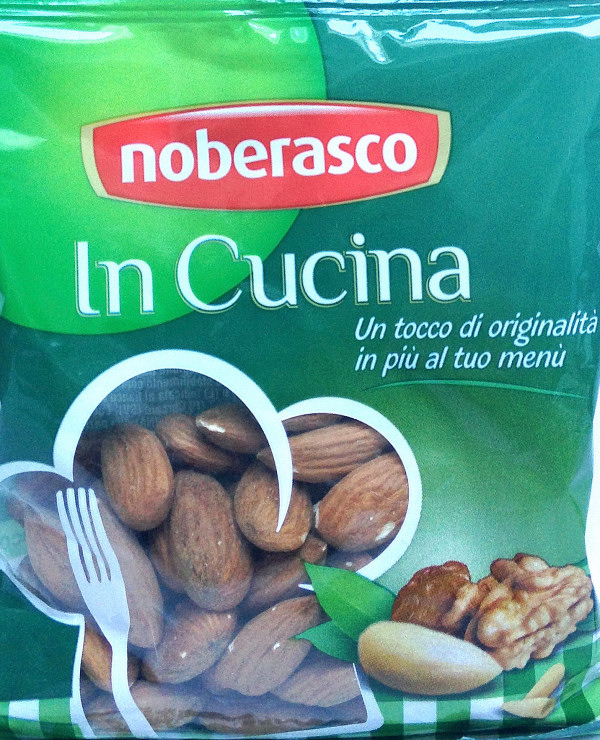 noberasco
In Cucina
Un tocco di originalità
in più al tuo menù